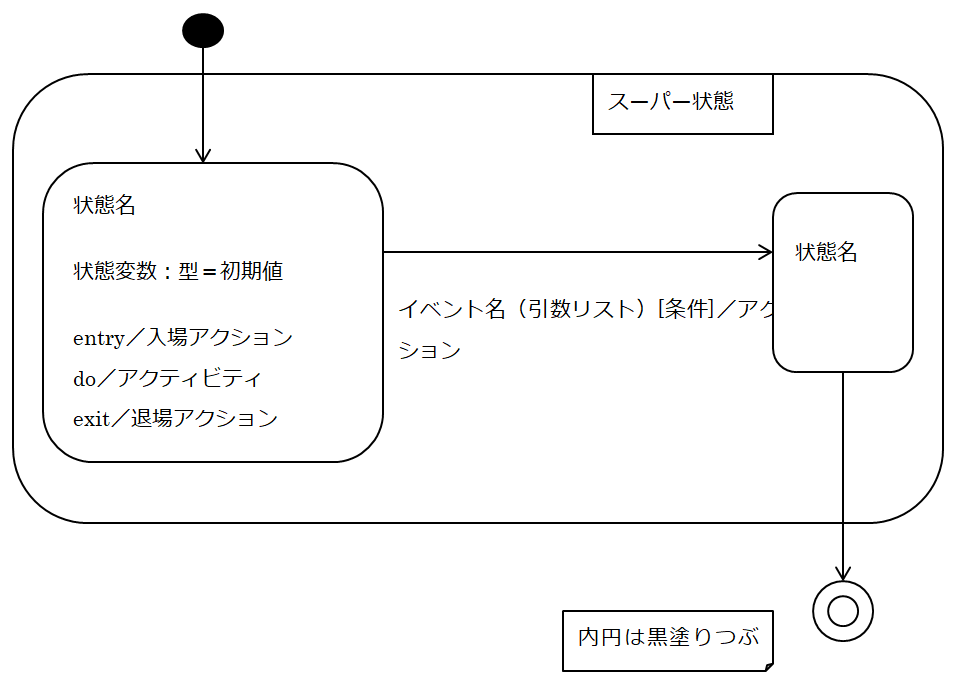 スーパー状態
状態名
状態変数：型＝初期値
entry／入場アクション
do／アクティビティ
exit／退場アクション
イベント名（引数リスト）[条件]／アク
ション
状態名
内円は黒塗りつぶ